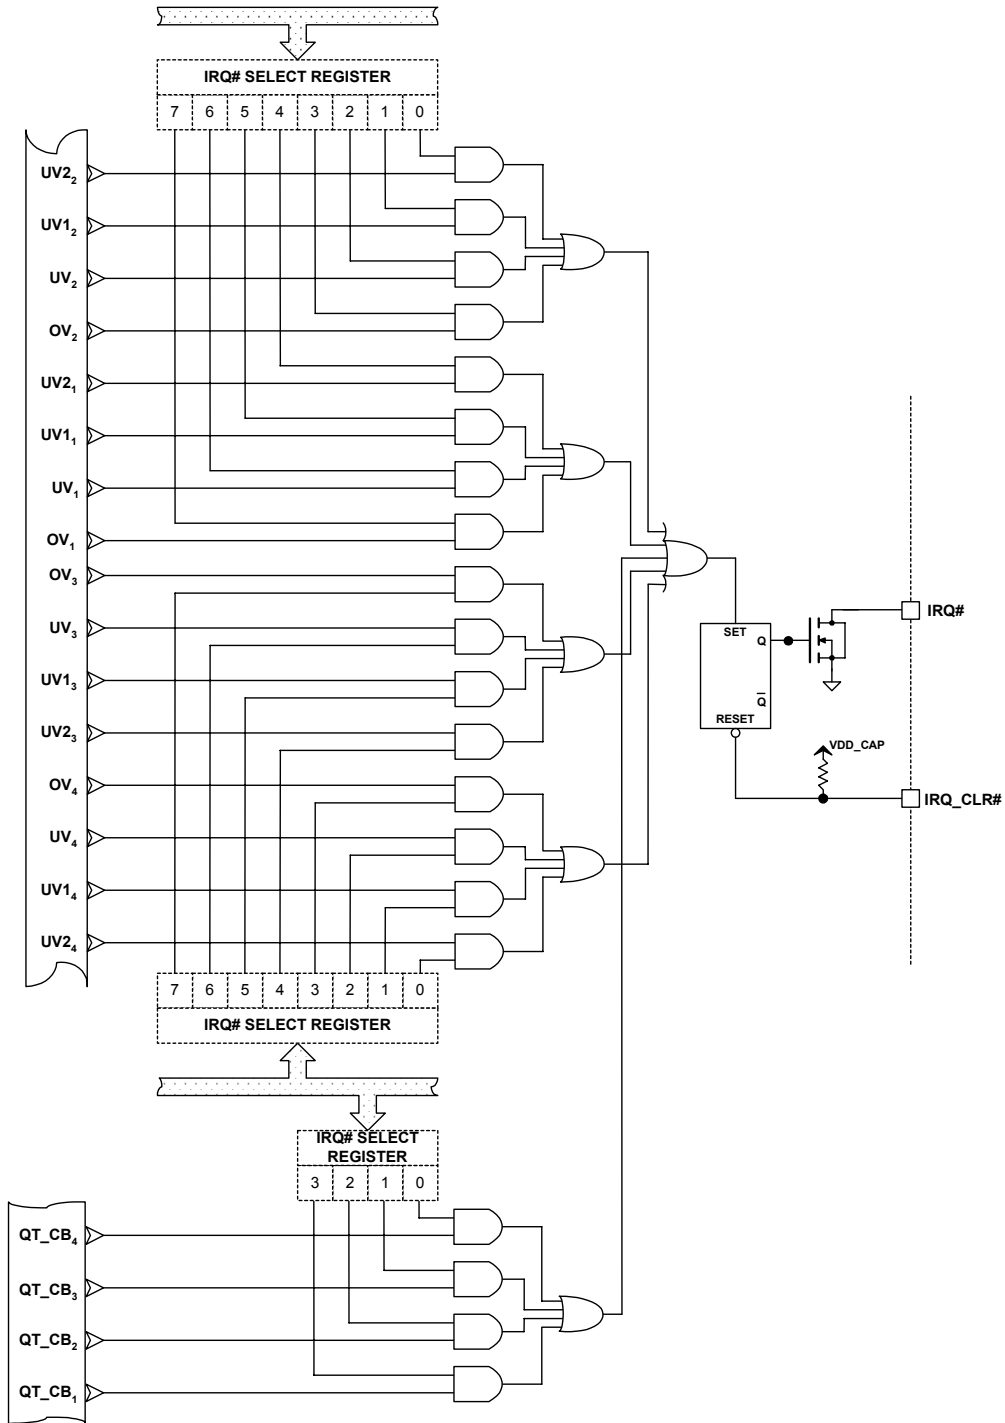 IRQ# SELECT REGISTER
7 6 5 4 3 2 1 0
UV2₂
UV1₂
UV₂
OV₂
UV2₁
UV1₁
UV₁
OV₁
OV₃
UV₃
UV1₃
UV2₃
OV₄
UV₄
UV1₄
UV2₄
SET
Q
Q̅
RESET
IRQ#
VDD_CAP
IRQ_CLR#
7 6 5 4 3 2 1 0
IRQ# SELECT REGISTER
IRQ# SELECT
REGISTER
3 2 1 0
QT_CB₄
QT_CB₃
QT_CB₂
QT_CB₁